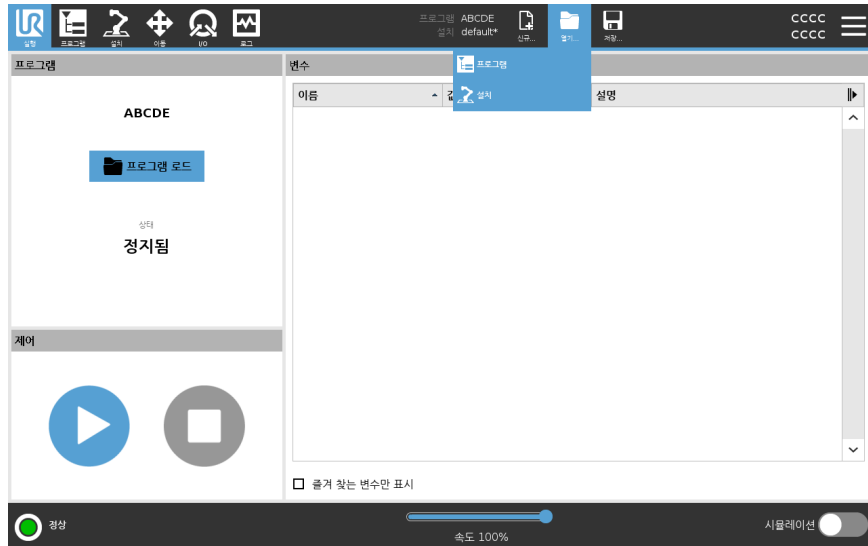 UR
실행 프로그램 설치 이동 I/O 로그
프로그램 ABCDE
설치 default*
신규... 열기... 저장...
cccc
cccc
프로그램
설치
프로그램
ABCDE
프로그램 로드
상태
정지됨
제어
변수
이름 설명
즐겨 찾는 변수만 표시
정상
속도 100%
시뮬레이션